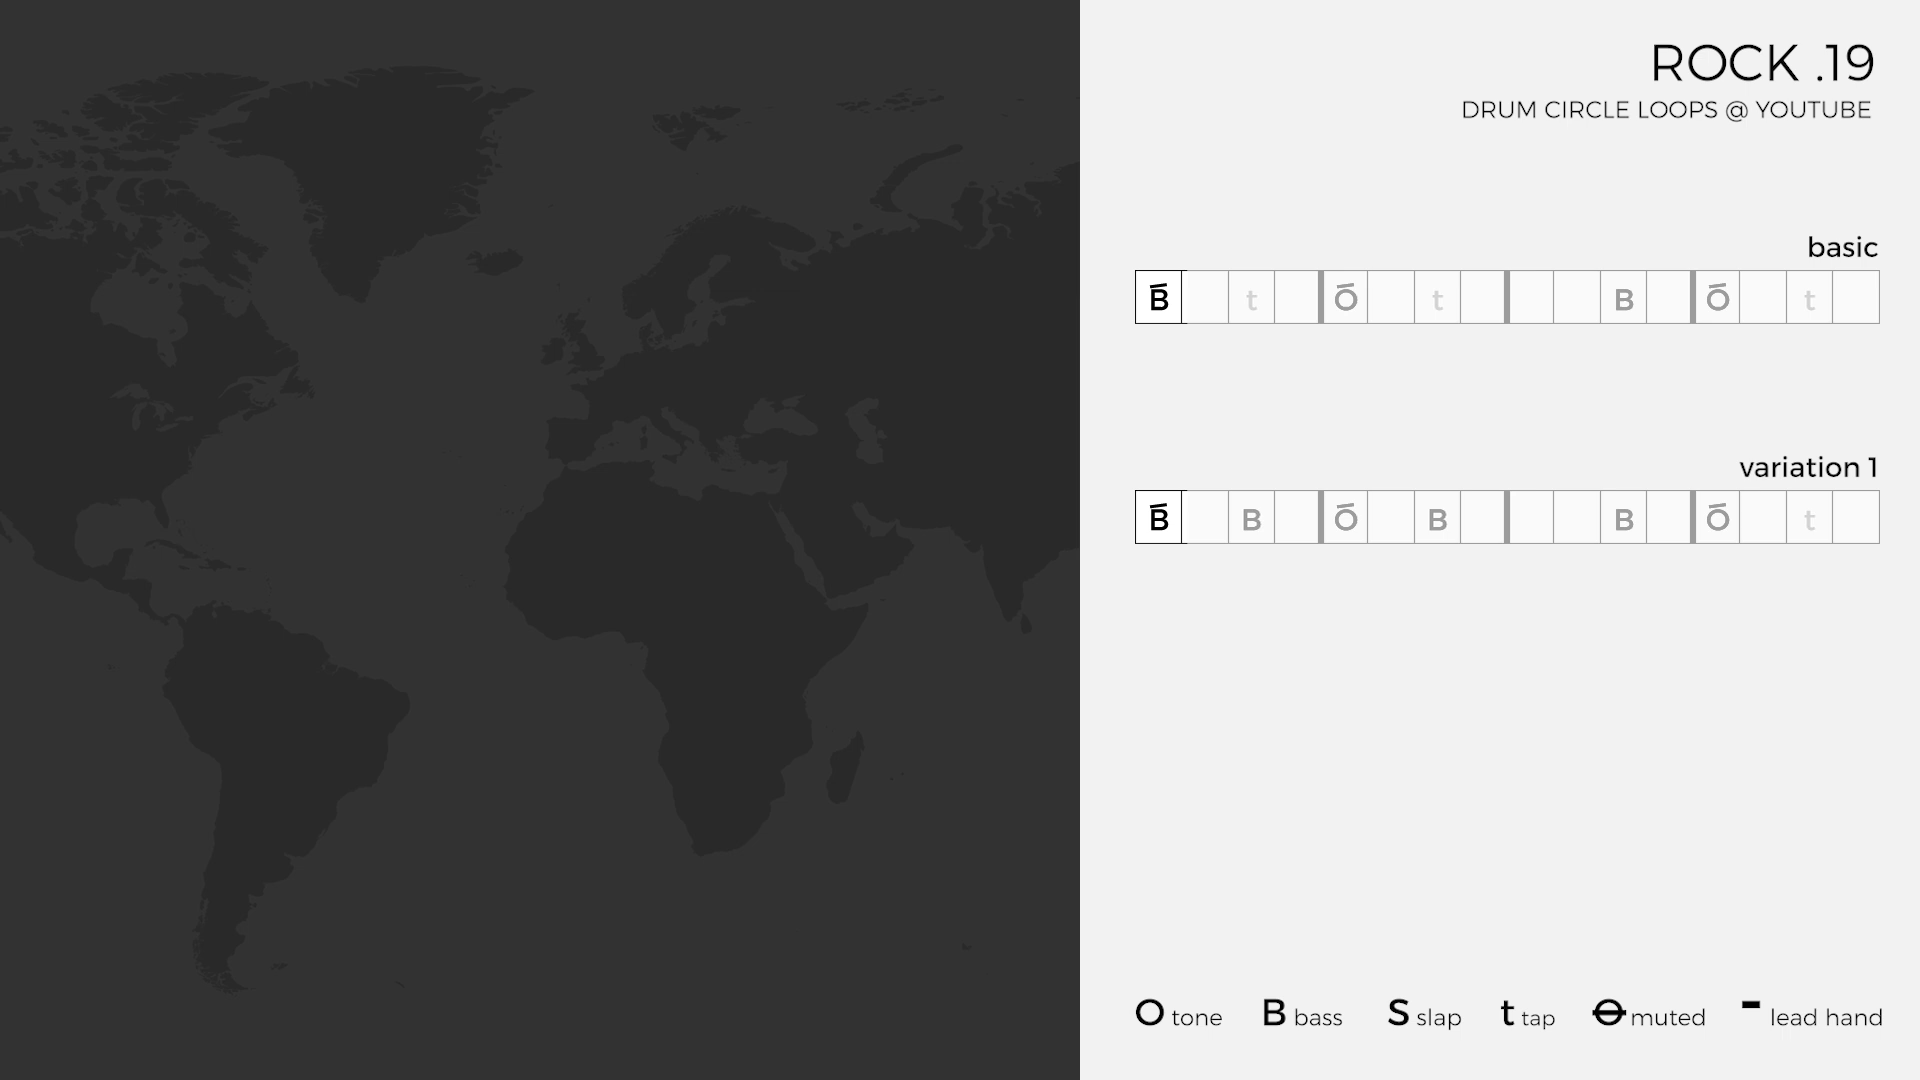 ROCK .19
DRUM CIRCLE LOOPS @ YOUTUBE
basic
B̄ t Ō t B Ō t
variation 1
B̄ B Ō B B Ō t
O tone B bass S slap t tap O̶ muted - lead hand